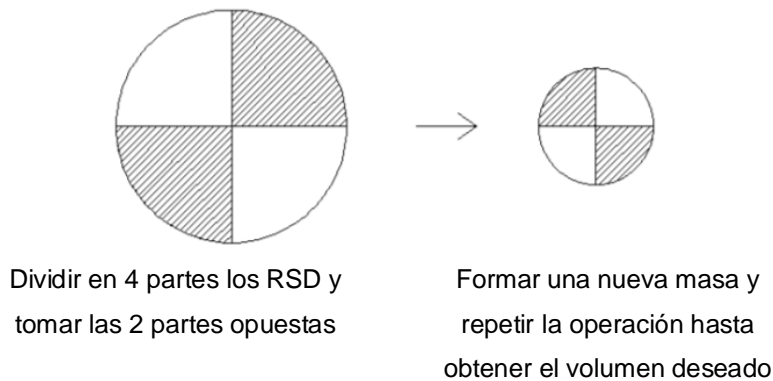 Dividir en 4 partes los RSD y
tomar las 2 partes opuestas
Formar una nueva masa y
repetir la operación hasta
obtener el volumen deseado